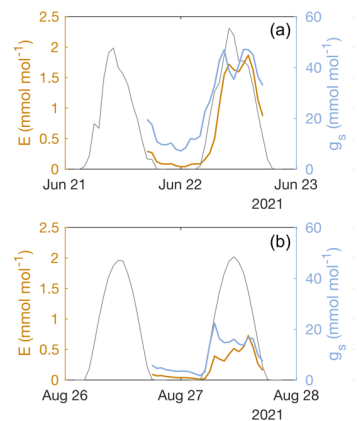 (a)
2.5
2
1.5
1
0.5
0
E (mmol mol⁻¹)
60
40
20
0
gₛ (mmol mol⁻¹)
Jun 21
Jun 22
Jun 23
2021
(b)
2.5
2
1.5
1
0.5
0
E (mmol mol⁻¹)
60
40
20
0
gₛ (mmol mol⁻¹)
Aug 26
Aug 27
Aug 28
2021